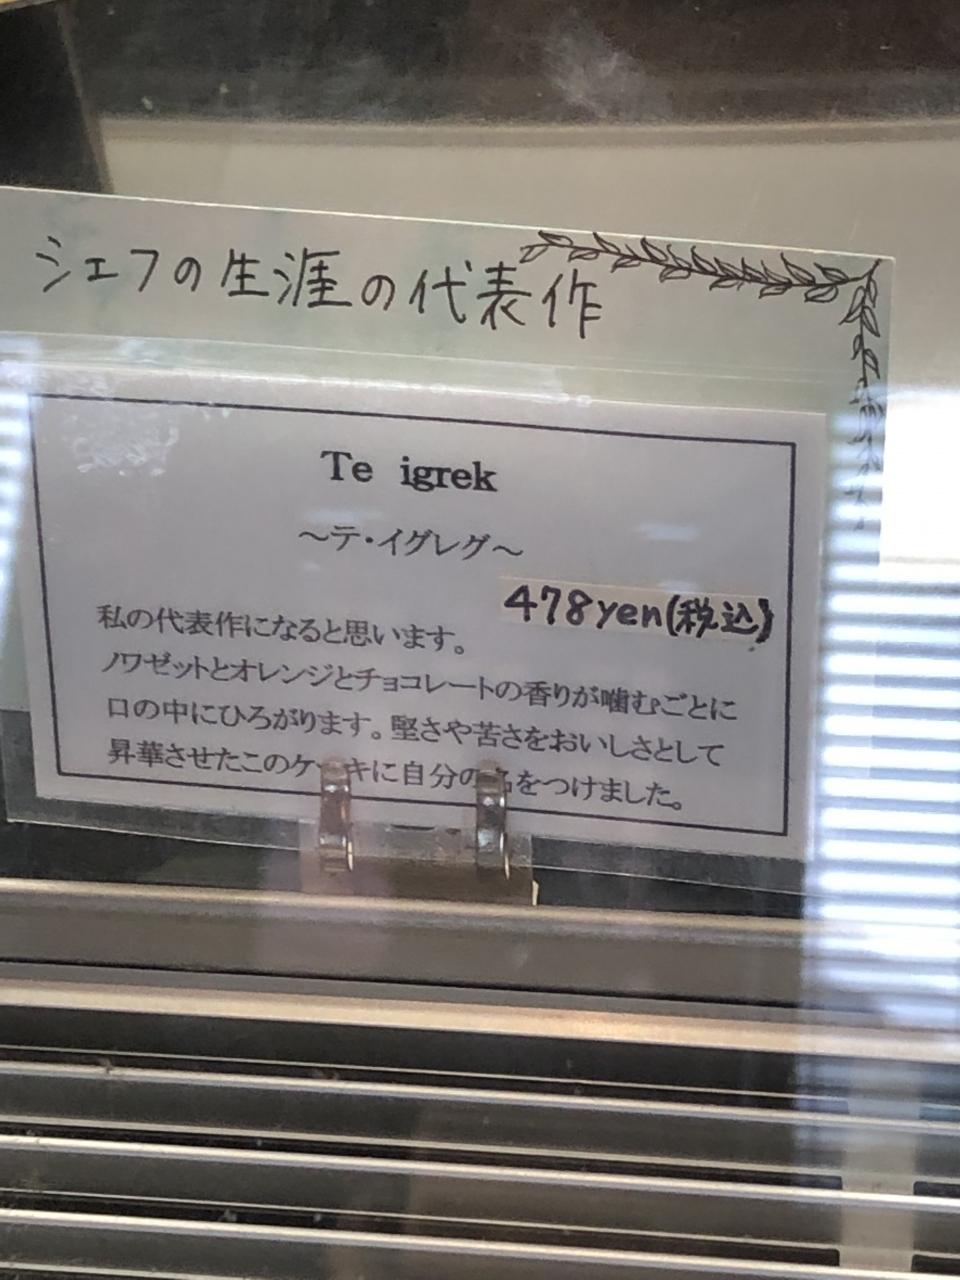 シェフの生涯の代表作
Te igrek
～テ・イグレグ～
478yen(税込)
私の代表作になると思います。
ノワゼットとオレンジとチョコレートの香りが噛むごとに
口の中にひろがります。堅さや苦さをおいしさとして
昇華させたこのケーキに自分の名をつけました。